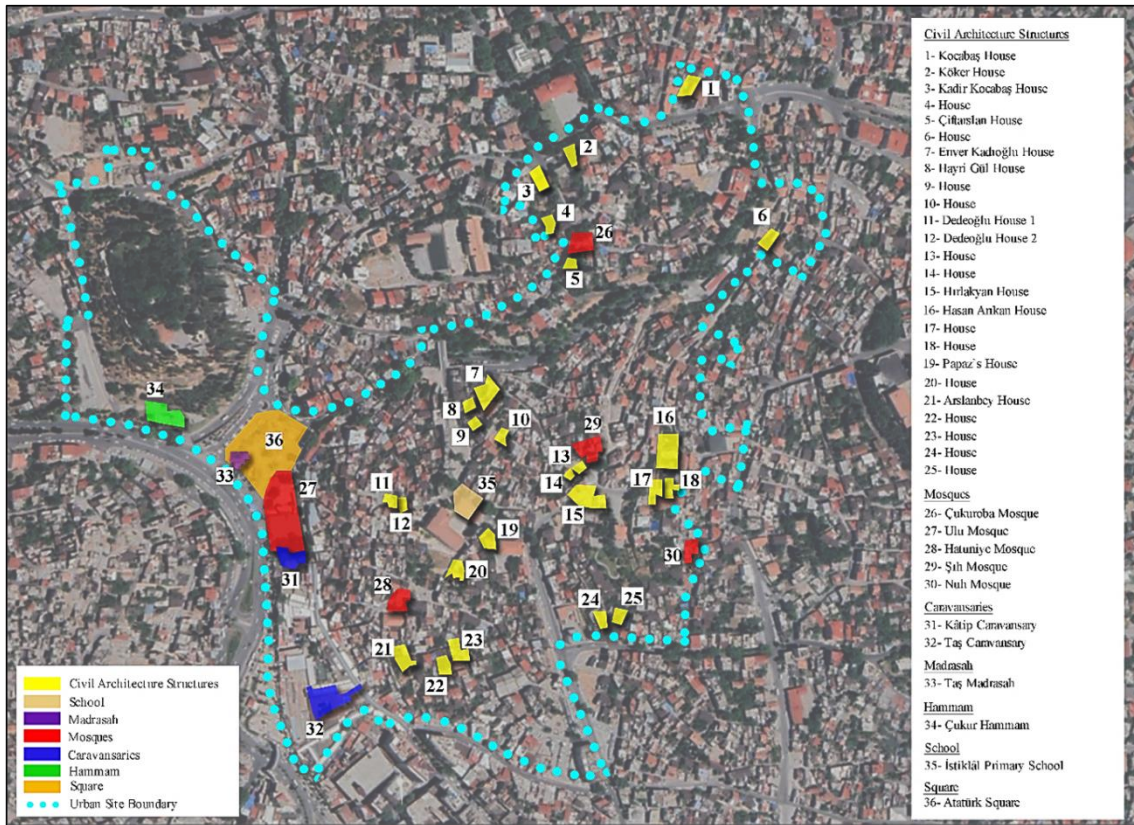 1
2
3
4
26
5
6
7
8
9
10
29
16
13
14
15
17
18
34
36
33
27
31
11
12
35
19
20
30
28
24
25
21
22
23
32
Civil Architecture Structures
School
Madrasah
Mosques
Caravansaries
Hammam
Square
Urban Site Boundary
Civil Architecture Structures
1- Kocabaş House
2- Köker House
3- Kadir Kocabaş House
4- House
5- Çiftarslan House
6- House
7- Enver Kadıoğlu House
8- Hayri Gül House
9- House
10- House
11- Dedeoğlu House 1
12- Dedeoğlu House 2
13- House
14- House
15- Hırlakyan House
16- Hasan Arıkan House
17- House
18- House
19- Papaz`s House
20- House
21- Arslanbey House
22- House
23- House
24- House
25- House
Mosques
26- Çukuroba Mosque
27- Ulu Mosque
28- Hatuniye Mosque
29- Şıh Mosque
30- Nuh Mosque
Caravansaries
31- Kâtip Caravansary
32- Taş Caravansary
Madrasah
33- Taş Madrasah
Hammam
34- Çukur Hammam
School
35- İstiklâl Primary School
Square
36- Atatürk Square